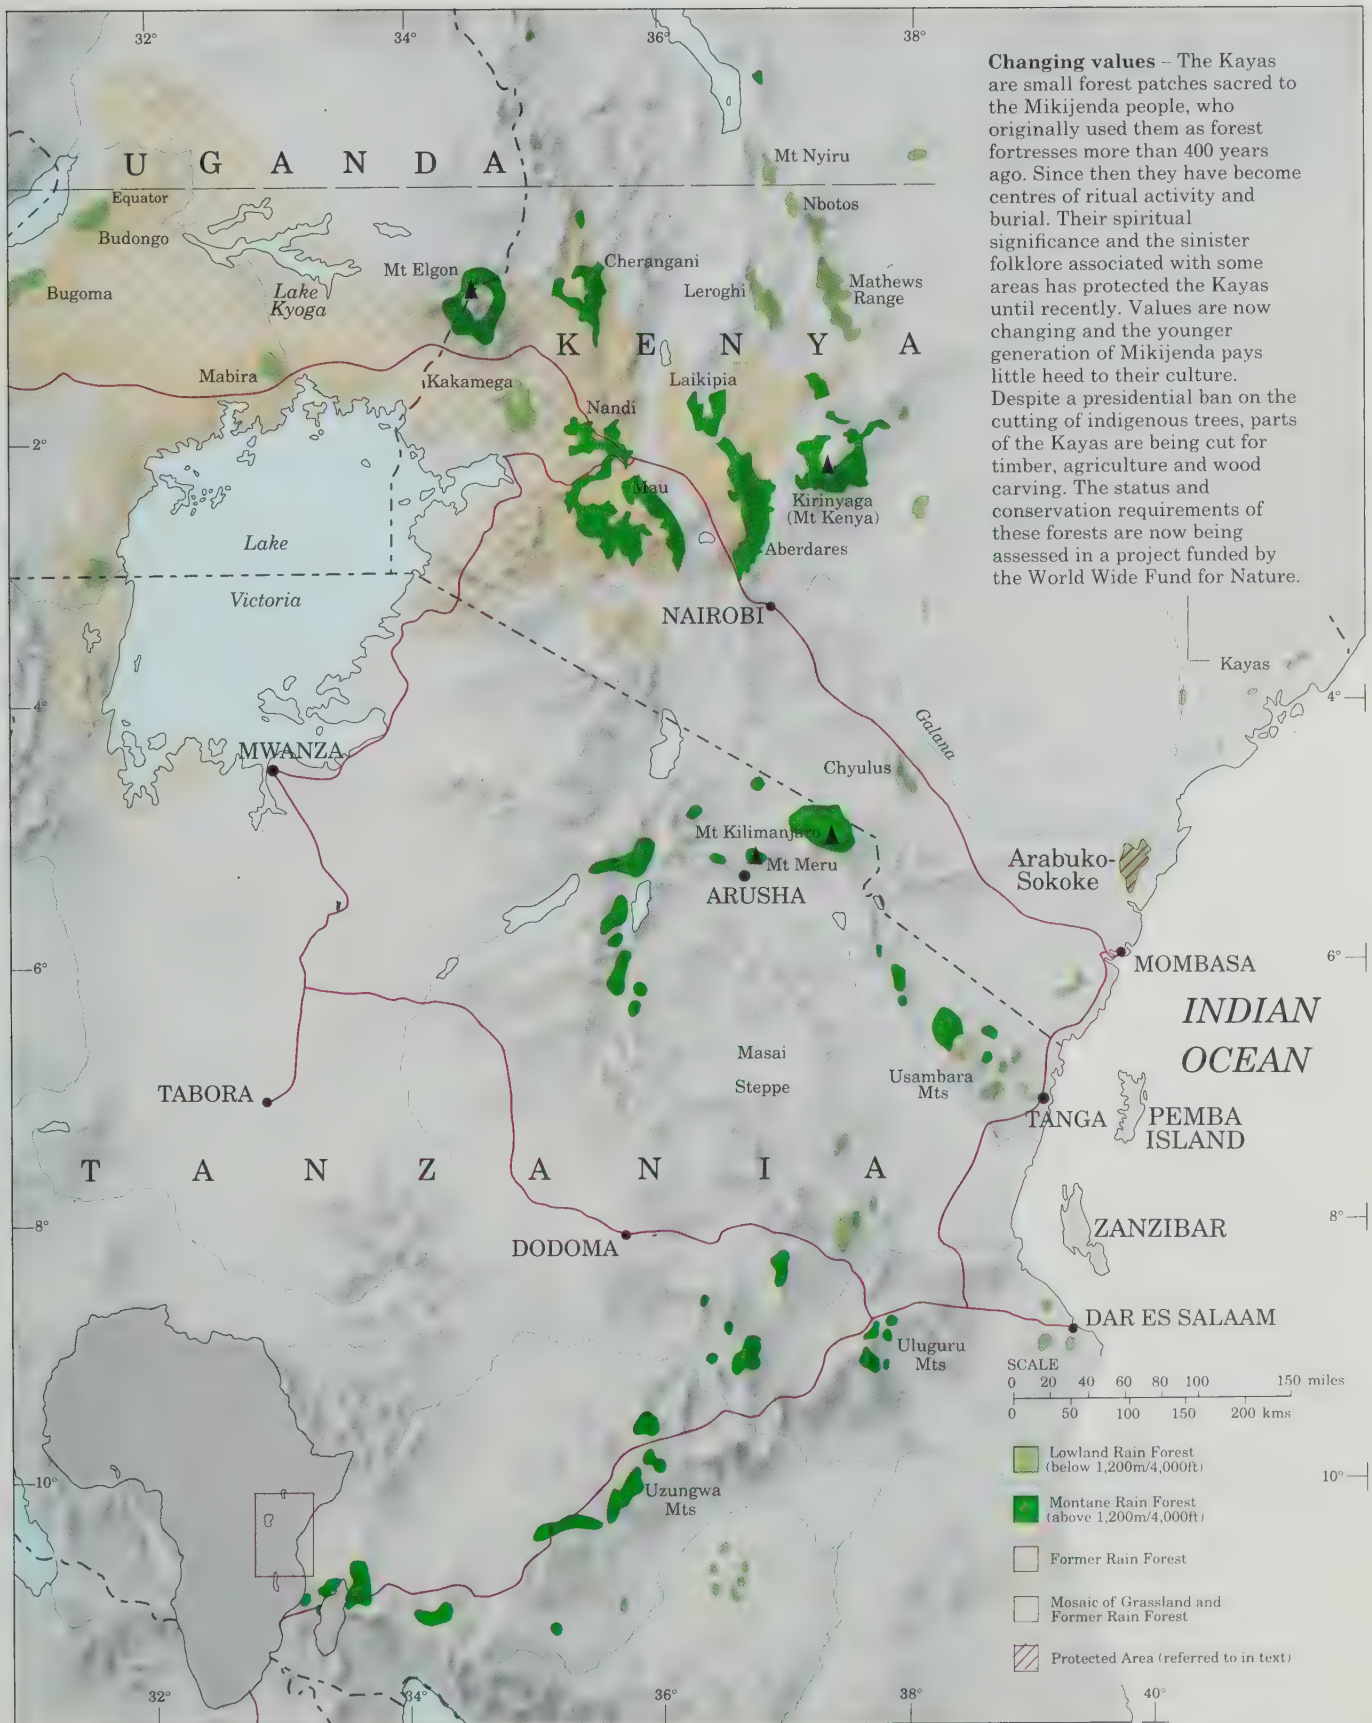 32°
34°
36°
38°
Changing values – The Kayas
are small forest patches sacred to
the Mikijenda people, who
originally used them as forest
fortresses more than 400 years
ago. Since then they have become
centres of ritual activity and
burial. Their spiritual
significance and the sinister
folklore associated with some
areas has protected the Kayas
until recently. Values are now
changing and the younger
generation of Mikijenda pays
little heed to their culture.
Despite a presidential ban on the
cutting of indigenous trees, parts
of the Kayas are being cut for
timber, agriculture and wood
carving. The status and
conservation requirements of
these forests are now being
assessed in a project funded by
the World Wide Fund for Nature.
UGANDA
Mt Nyiru
Equator
Nbotos
Budongo
Mt Elgon
Cherangani
Bugoma
Lake
Kyoga
Leroghi
Mathews
Range
KENYA
Mabira
Kakamega
Laikipia
Nandi
2°
Mau
Kirinyaga
(Mt Kenya)
Lake
Victoria
Aberdares
NAIROBI
Kayas
4°
4°
Galana
MWANZA
Chyulus
Mt Kilimanjaro
Mt Meru
ARUSHA
Arabuko-
Sokoke
6°
6°
MOMBASA
INDIAN
OCEAN
Masai
Steppe
Usambara
Mts
TABORA
TANGA
PEMBA
ISLAND
TANZANIA
8°
8°
ZANZIBAR
DODOMA
DAR ES SALAAM
Uluguru
Mts
SCALE
0 20 40 60 80 100 150 miles
0 50 100 150 200 kms
Lowland Rain Forest
(below 1,200m/4,000ft)
10°
10°
Uzungwa
Mts
Montane Rain Forest
(above 1,200m/4,000ft)
Former Rain Forest
Mosaic of Grassland and
Former Rain Forest
Protected Area (referred to in text)
32°
34°
36°
38°
40°